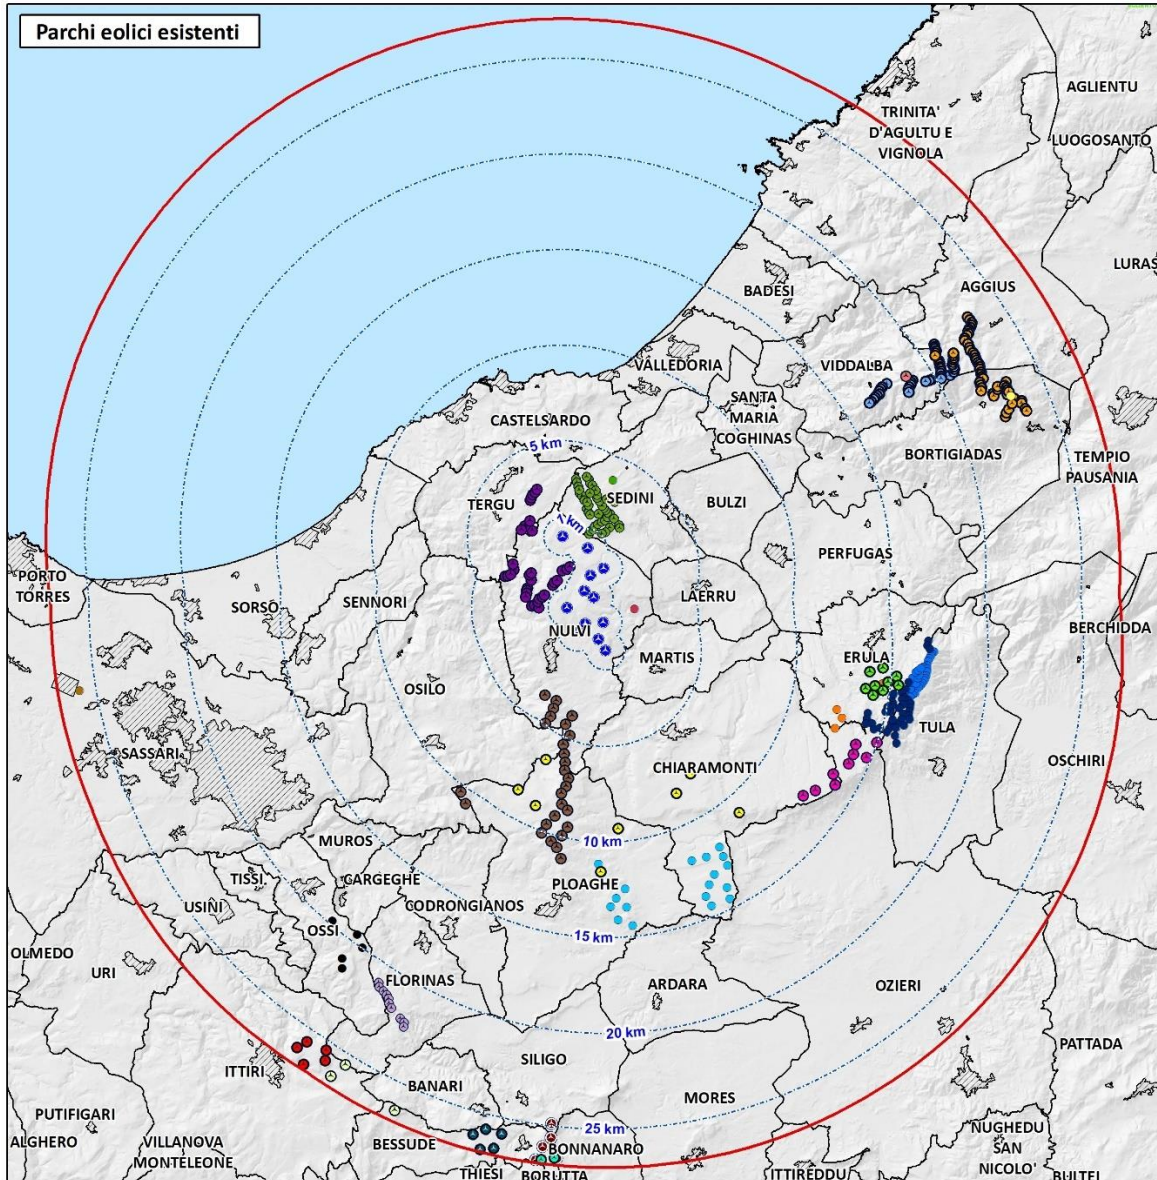 Parchi eolici esistenti
AGLIENTU
TRINITA'
D'AGULTU E
VIGNOLA
LUOGOSANTO
LURAS
BADESI
AGGIUS
VALLEDORIA
VIDDALBA
SANTA
MARIA
COGHINAS
CASTELSARDO
5 km
BORTIGIADAS
TEMPIO
PAUSANIA
TERGU
SEDINI
BULZI
1 km
PERFUGAS
PORTO
TORRES
SORSO
SENNORI
LAERRU
NULVI
BERCHIDDA
MARTIS
ERULA
OSILO
TULA
SASSARI
CHIARAMONTI
OSCHIRI
MUROS
10 km
TISSI
CARGEGHE
PLOAGHE
USINI
CODRONGIANOS
OSSI
15 km
OLMEDO
URI
FLORINAS
ARDARA
OZIERI
20 km
PATTADA
ITTIRI
SILIGO
BANARI
MORES
PUTIFIGARI
25 km
NUGHEDU
SAN
NICOLO'
ALGHERO
VILLANOVA
MONTELEONE
BESSUDE
BONNANARO
THIESI
BORUTTA
ITTIREDDU
BULTEI